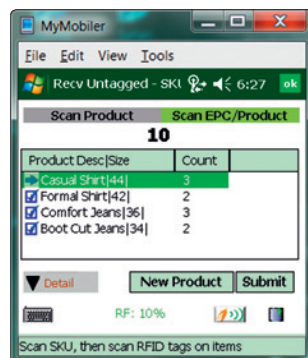 MyMobiler
File Edit View Tools
Recv Untagged - SKU 6:27 ok
Scan Product Scan EPC/Product
10
Product Desc|Size Count
Casual Shirt|44| 3
Formal Shirt|42| 2
Comfort Jeans|36| 3
Boot Cut Jeans|34| 2
Detail New Product Submit
RF: 10%
Scan SKU, then scan RFID tags on items